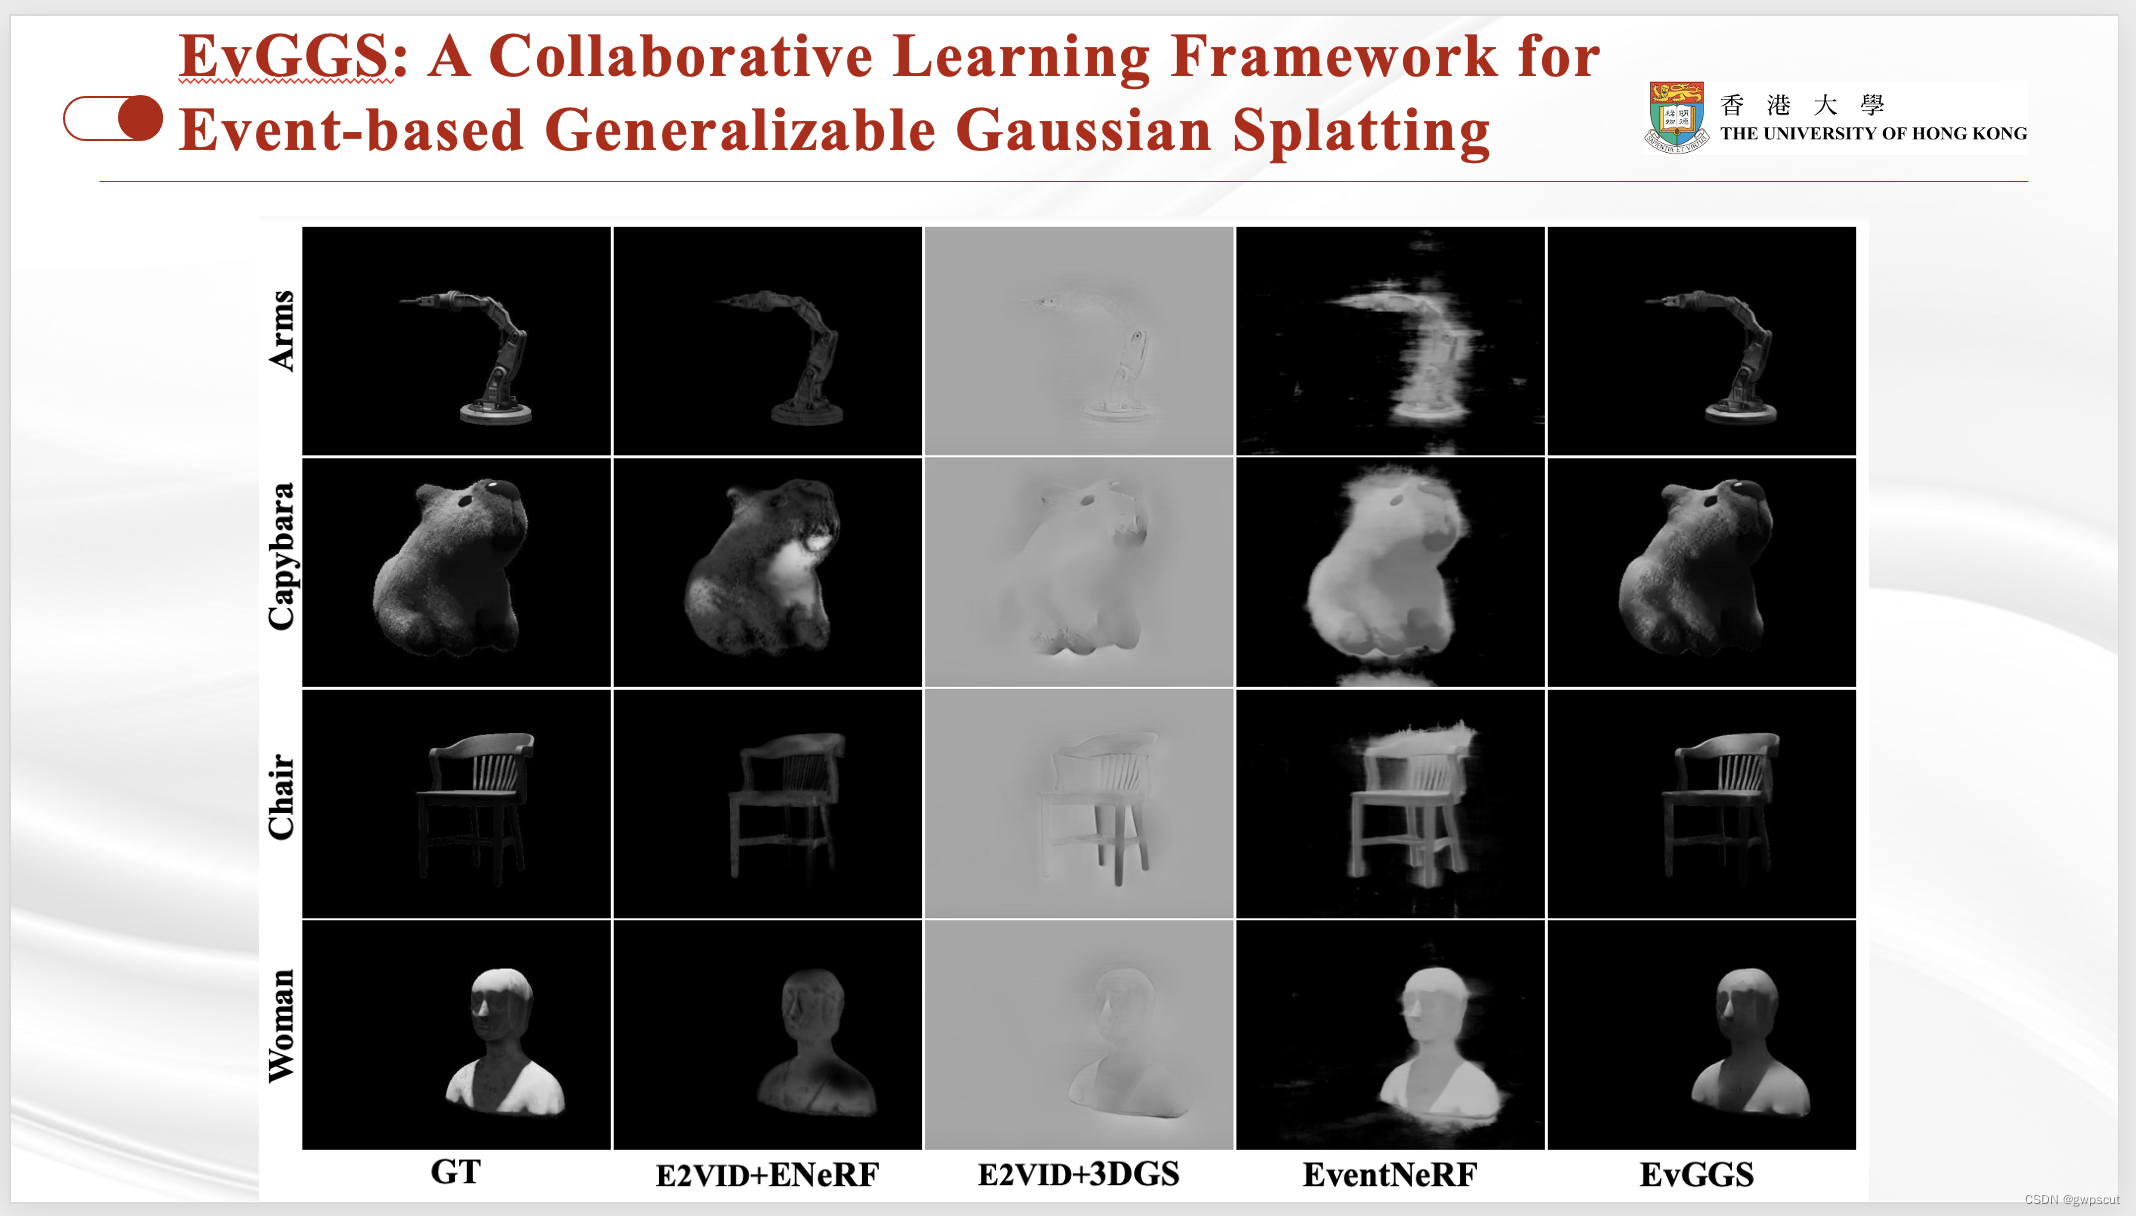 EvGGS: A Collaborative Learning Framework for
Event-based Generalizable Gaussian Splatting
香 港 大 學
THE UNIVERSITY OF HONG KONG
Arms
Capybara
Chair
Woman
GT
E2VID+ENeRF
E2VID+3DGS
EventNeRF
EvGGS
CSDN @gwpscut